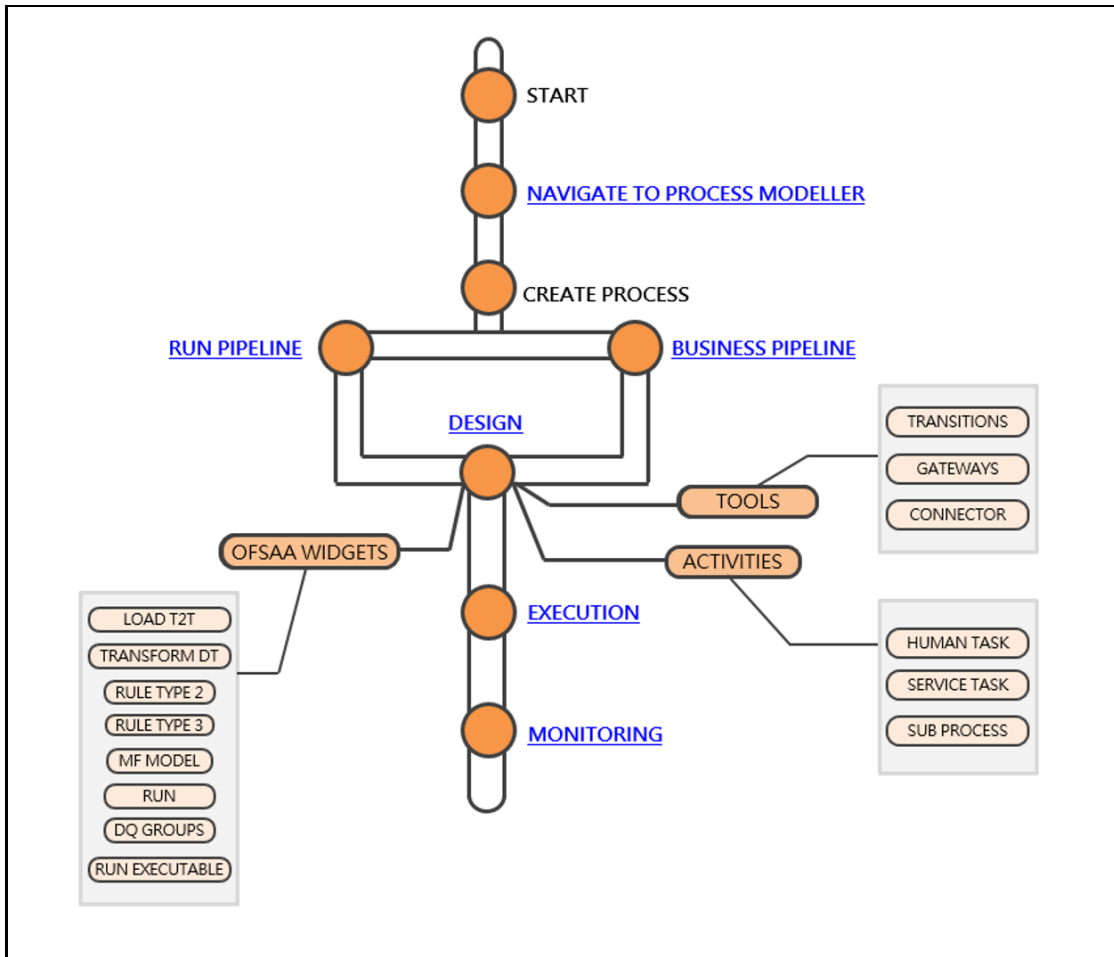 START
NAVIGATE TO PROCESS MODELLER
CREATE PROCESS
RUN PIPELINE
BUSINESS PIPELINE
DESIGN
TRANSITIONS
GATEWAYS
CONNECTOR
TOOLS
OFSAA WIDGETS
ACTIVITIES
LOAD T2T
TRANSFORM DT
RULE TYPE 2
RULE TYPE 3
MF MODEL
RUN
DQ GROUPS
RUN EXECUTABLE
EXECUTION
HUMAN TASK
SERVICE TASK
SUB PROCESS
MONITORING